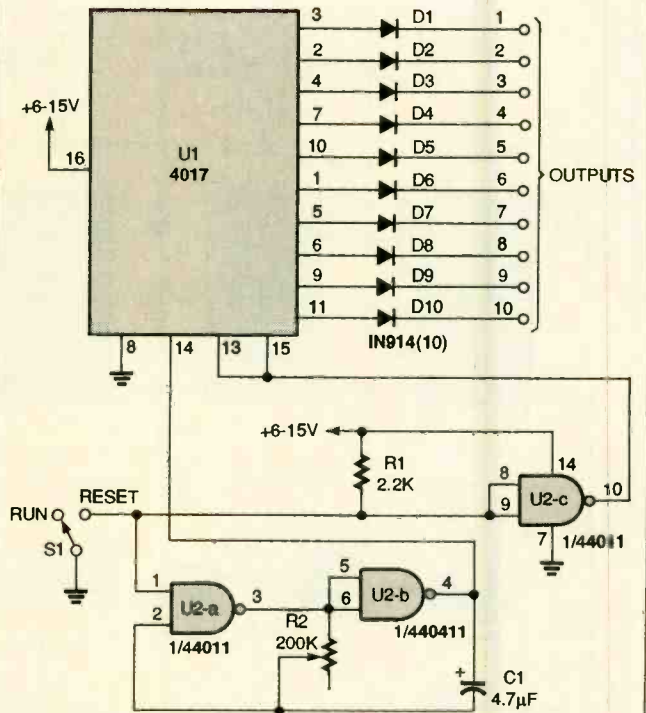 3 D1 1
2 D2 2
4 D3 3
+6-15V
7 D4 4
16
U1
4017
10 D5 5
OUTPUTS
1 D6 6
5 D7 7
6 D8 8
9 D9 9
11 D10 10
IN914(10)
8 14 13 15
+6-15V
R1
2.2K
14
8
9
U2-c
10
RUN
RESET
7
1/44011
S1
1
2
U2-a
3
5
6
U2-b
4
R2
200K
1/44011
1/440411
+
C1
4.7µF